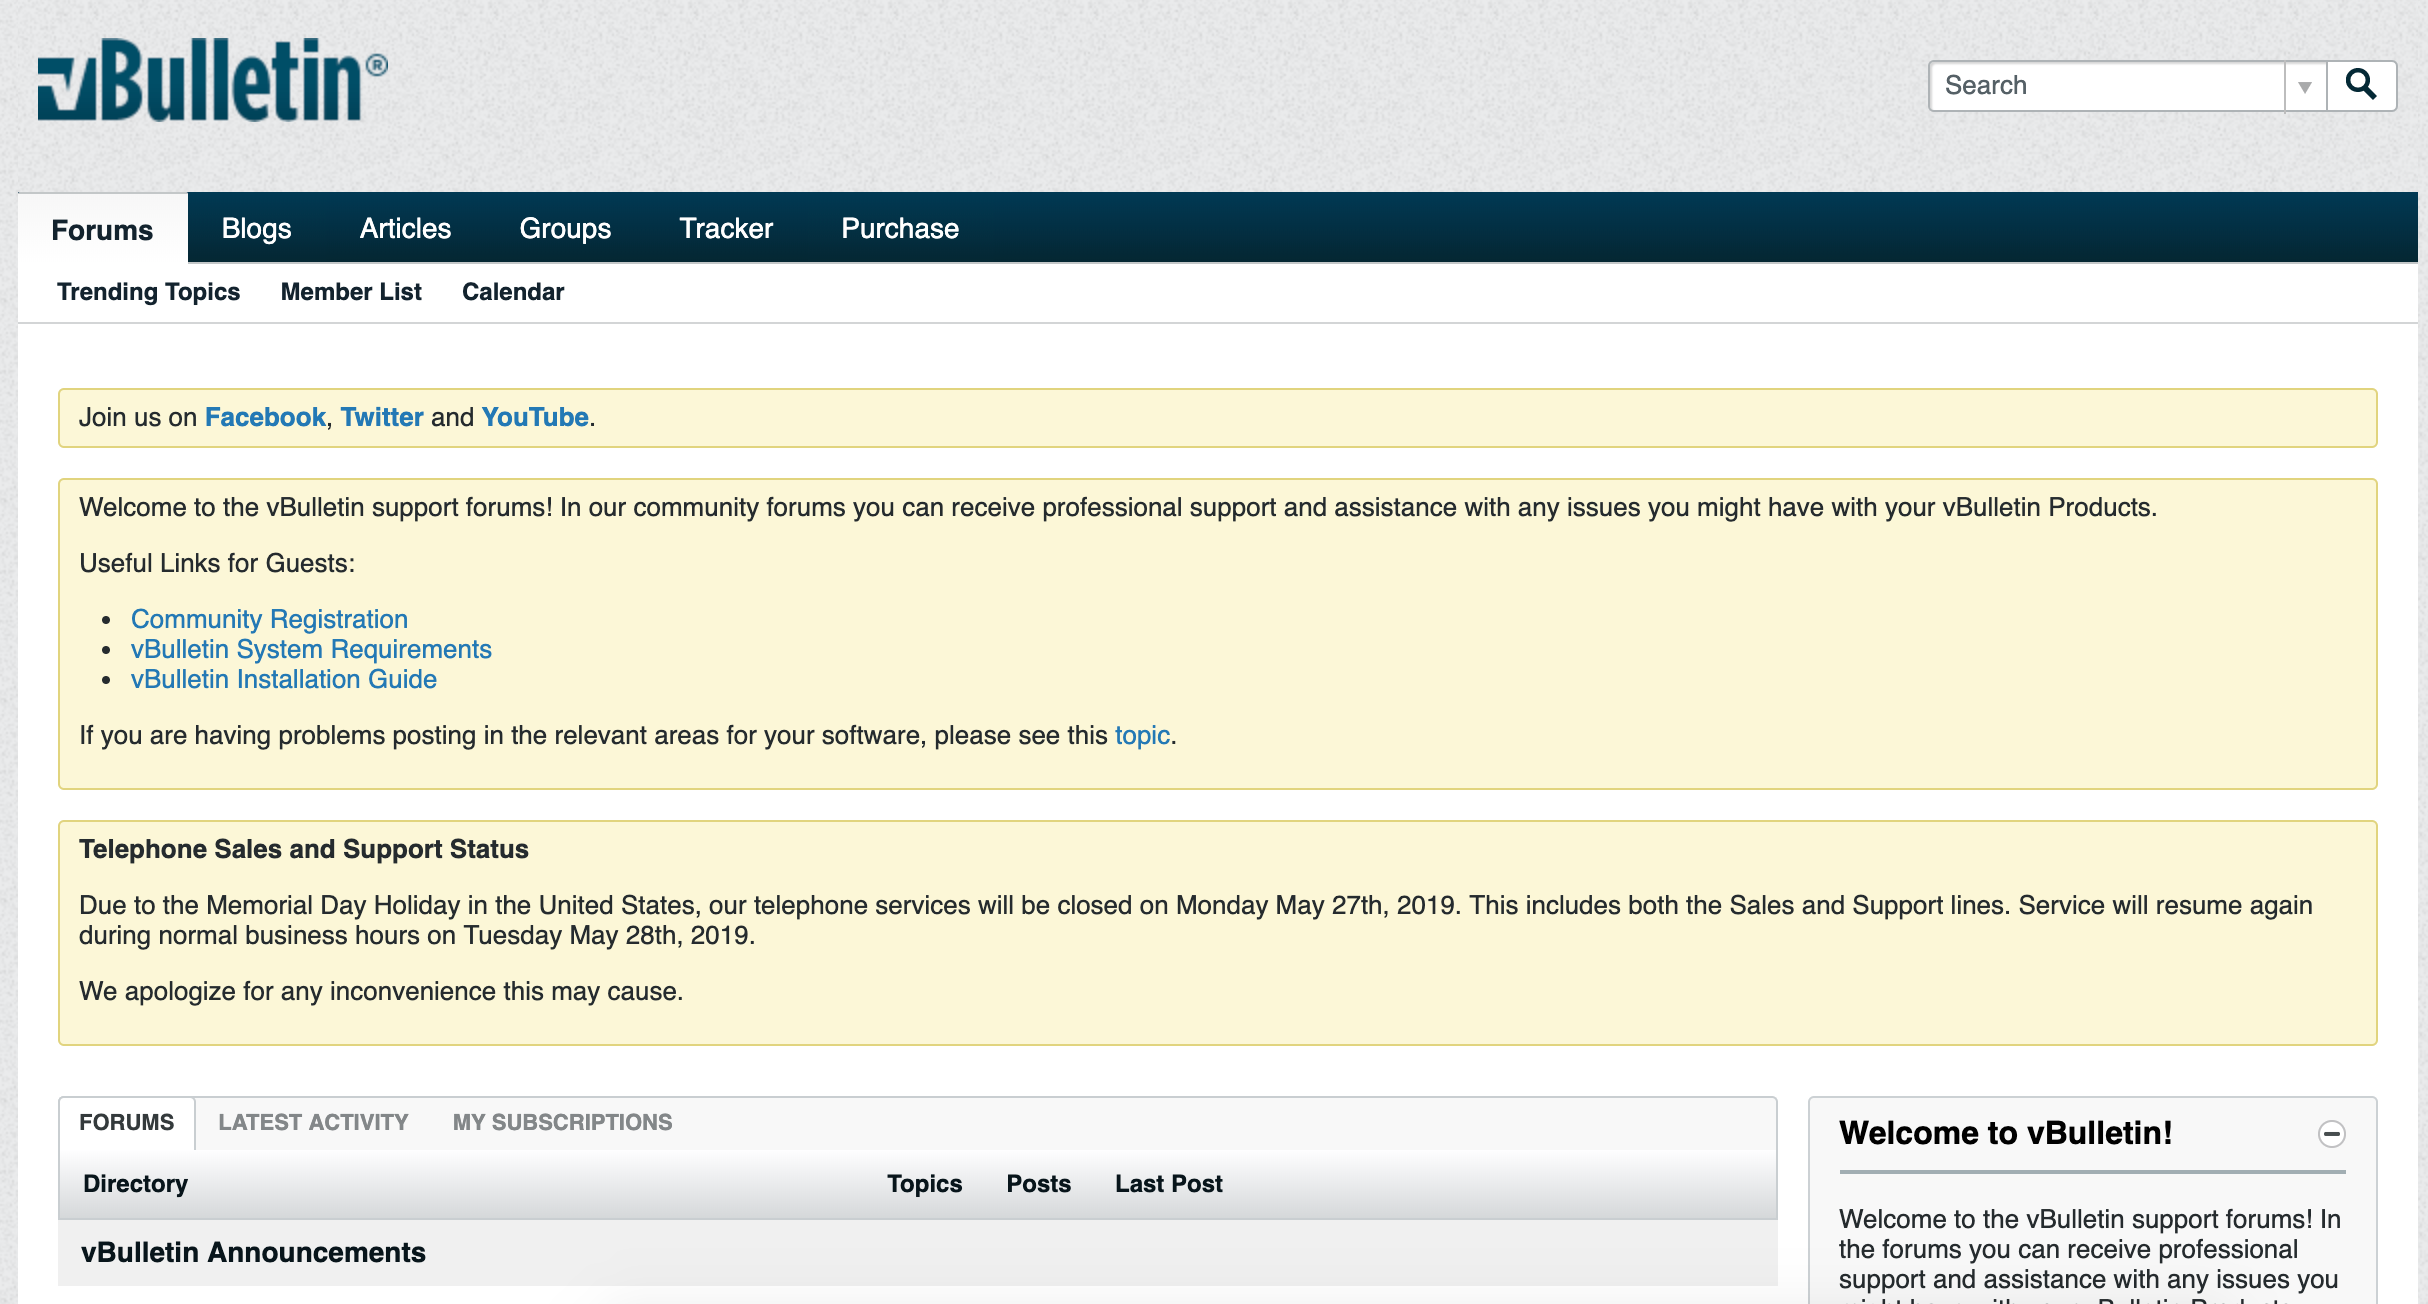 vBulletin®
Search
Forums Blogs Articles Groups Tracker Purchase
Trending Topics Member List Calendar
Join us on Facebook, Twitter and YouTube.
Welcome to the vBulletin support forums! In our community forums you can receive professional support and assistance with any issues you might have with your vBulletin Products.
Useful Links for Guests:
• Community Registration
• vBulletin System Requirements
• vBulletin Installation Guide
If you are having problems posting in the relevant areas for your software, please see this topic.
Telephone Sales and Support Status
Due to the Memorial Day Holiday in the United States, our telephone services will be closed on Monday May 27th, 2019. This includes both the Sales and Support lines. Service will resume again
during normal business hours on Tuesday May 28th, 2019.
We apologize for any inconvenience this may cause.
FORUMS LATEST ACTIVITY MY SUBSCRIPTIONS
Directory Topics Posts Last Post
vBulletin Announcements
Welcome to vBulletin!
Welcome to the vBulletin support forums! In
the forums you can receive professional
support and assistance with any issues you